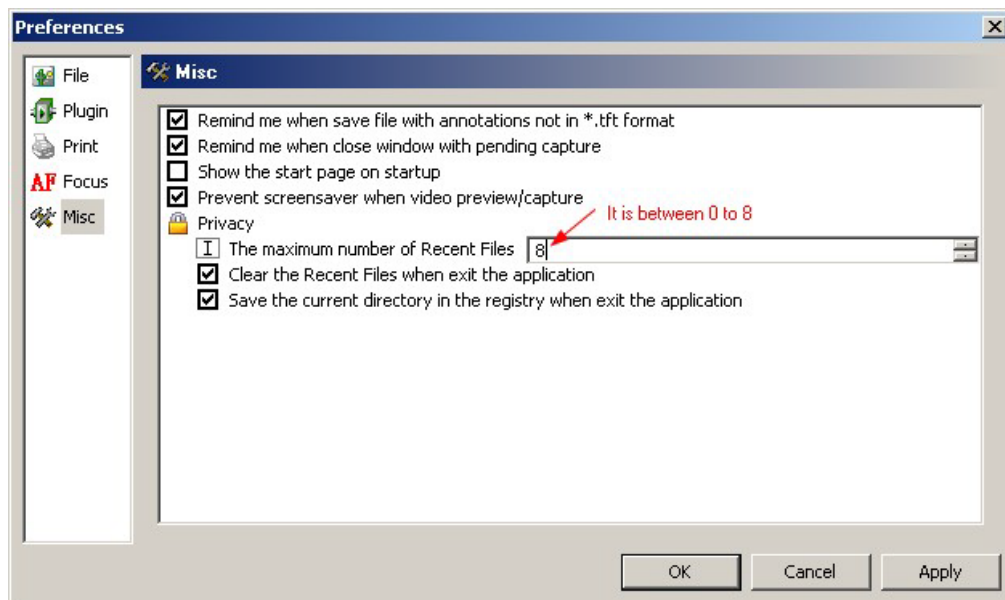 Preferences
File
Plugin
Print
AF Focus
Misc
Misc
Remind me when save file with annotations not in *.tft format
Remind me when close window with pending capture
Show the start page on startup
Prevent screensaver when video preview/capture
It is between 0 to 8
Privacy
I The maximum number of Recent Files 8
Clear the Recent Files when exit the application
Save the current directory in the registry when exit the application
OK Cancel Apply